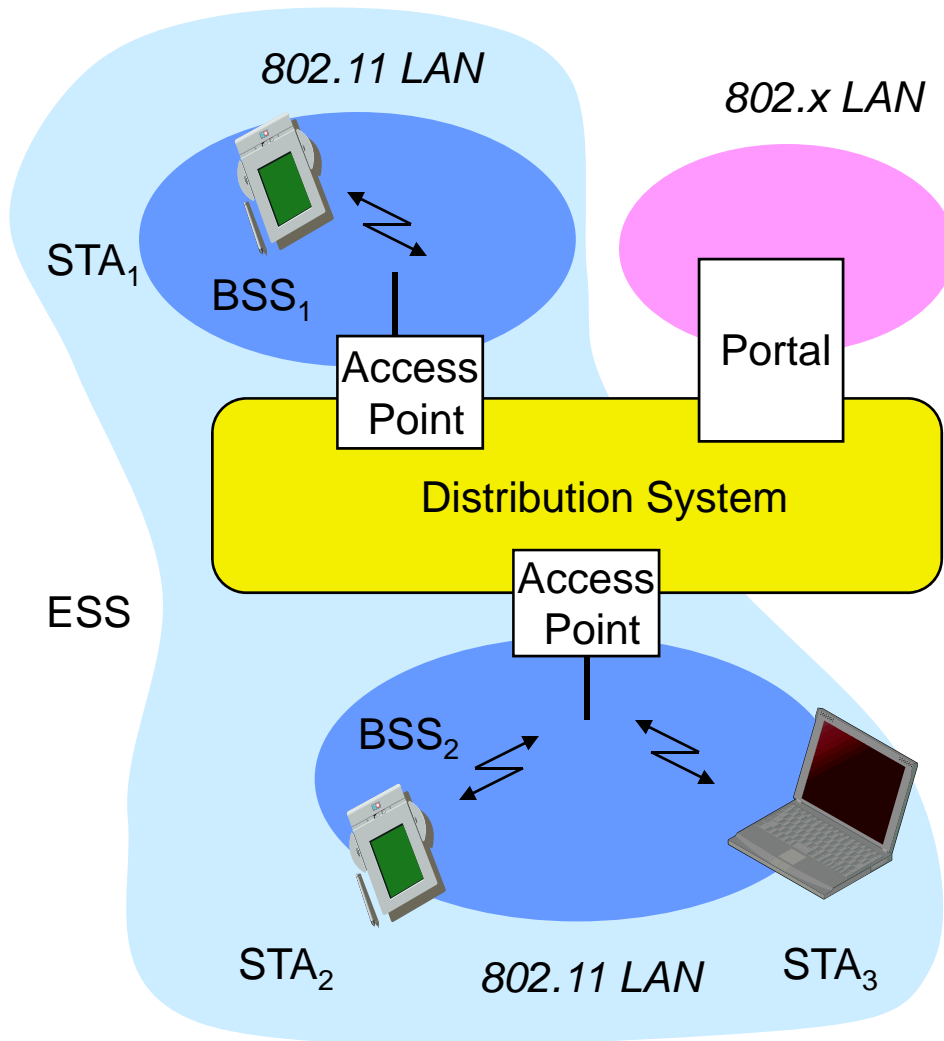 802.11 LAN
802.x LAN
STA₁
BSS₁
Access
Point
Portal
Distribution System
Access
Point
ESS
BSS₂
STA₂
802.11 LAN
STA₃